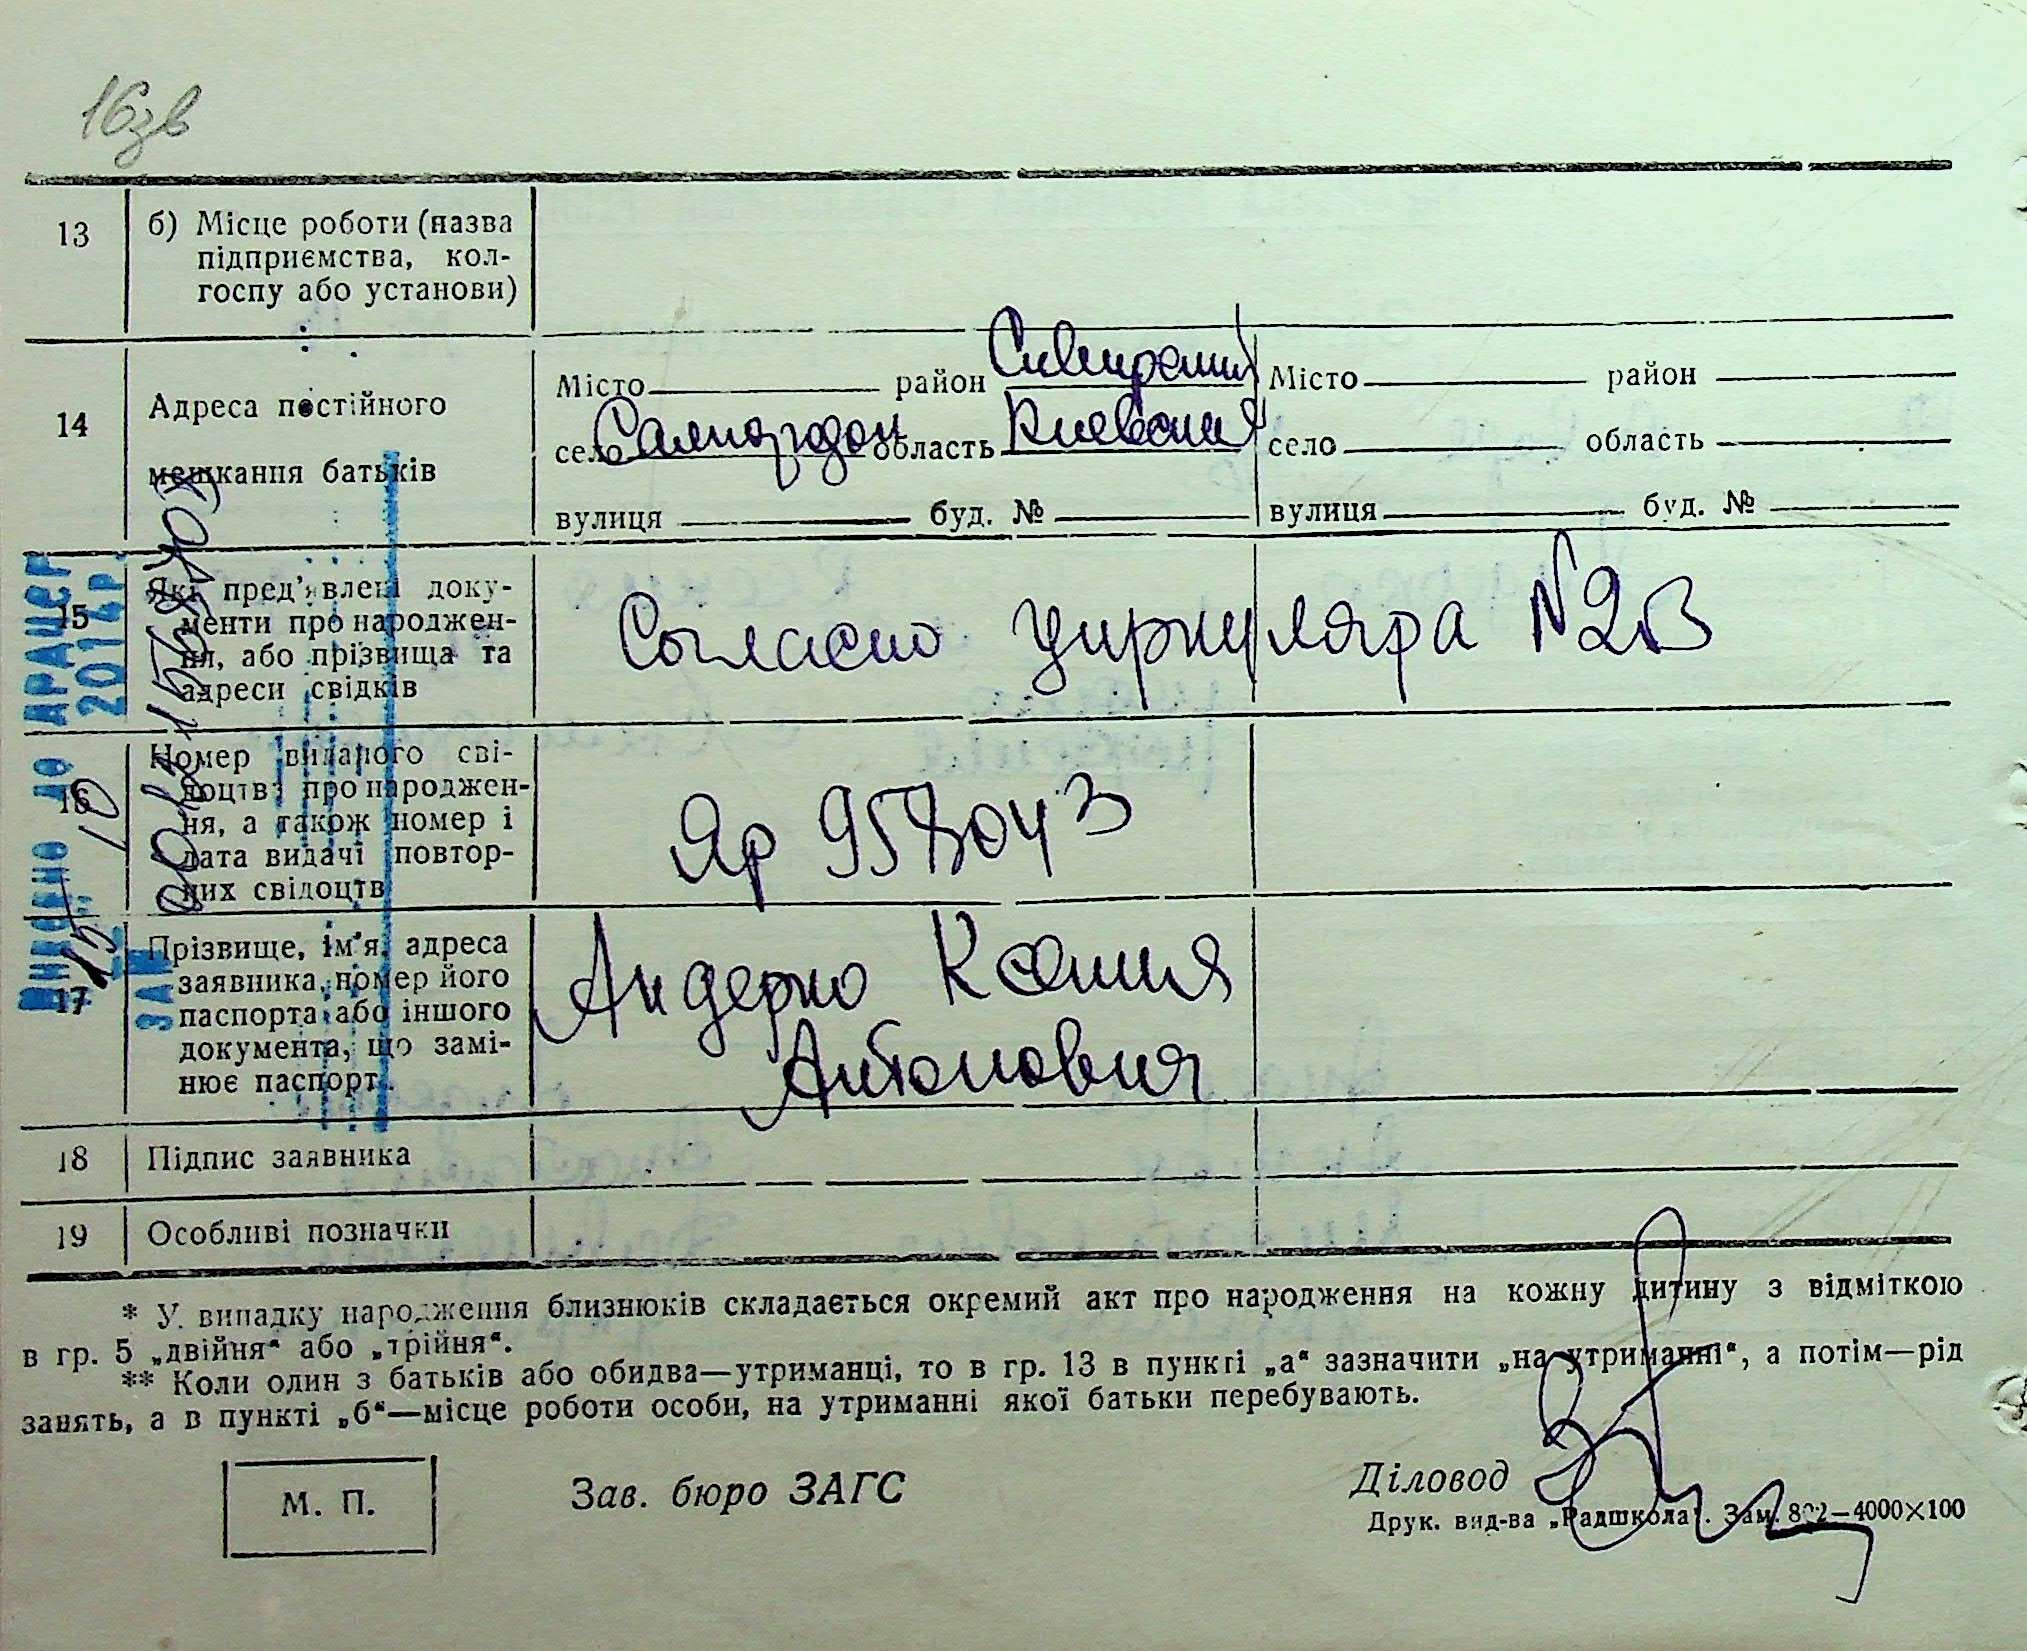 16зв
13
б) Місце роботи (назва
підприємства, кол-
госпу або установи)
14
Адреса постійного
мешкання батьків
Місто район Сквирский
село Самгородок область Киевская
вулиця буд. №
Місто район
село область
вулиця буд. №
15
Які пред'явлені доку-
менти про народжен-
ня, або прізвища та
адреси свідків
Согласно циркуляра №23
16
Номер виданого сві-
доцтва про народжен-
ня, а також номер і
дата видачі повтор-
них свідоцтв
Яр
17
Прізвище, ім'я, адреса
заявника, номер його
паспорта або іншого
документа, що замі-
нює паспорт.
Ксения
Антоновна
18
Підпис заявника
19
Особливі позначки
ДРАЦСГ
2014р.
* У випадку народження близнюків складається окремий акт про народження на кожну дитину з відміткою
в гр. 5 „двійня“ або „трійня“.
** Коли один з батьків або обидва—утриманці, то в гр. 13 в пункті „а“ зазначити „на утриманні“, а потім—рід
занять, а в пункті „б“—місце роботи особи, на утриманні якої батьки перебувають.
М. П.
Зав. бюро ЗАГС
Діловод
Друк. вид-ва „Радшкола“. Зам. 802—4000×100